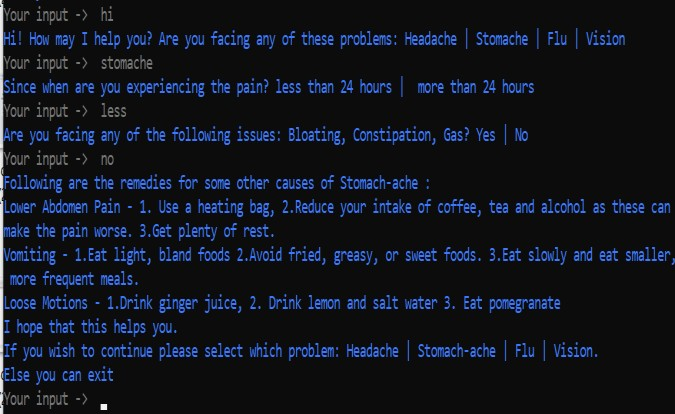 Your input -> hi
Hi! How may I help you? Are you facing any of these problems: Headache | Stomache | Flu | Vision
Your input -> stomache
Since when are you experiencing the pain? less than 24 hours |  more than 24 hours
Your input -> less
Are you facing any of the following issues: Bloating, Constipation, Gas? Yes | No
Your input -> no
Following are the remedies for some other causes of Stomach-ache :
Lower Abdomen Pain - 1. Use a heating bag, 2.Reduce your intake of coffee, tea and alcohol as these can
make the pain worse. 3.Get plenty of rest.
Vomiting - 1.Eat light, bland foods 2.Avoid fried, greasy, or sweet foods. 3.Eat slowly and eat smaller,
more frequent meals.
Loose Motions - 1.Drink ginger juice, 2. Drink lemon and salt water 3. Eat pomegranate
I hope that this helps you.
If you wish to continue please select which problem: Headache | Stomach-ache | Flu | Vision.
Else you can exit
Your input ->